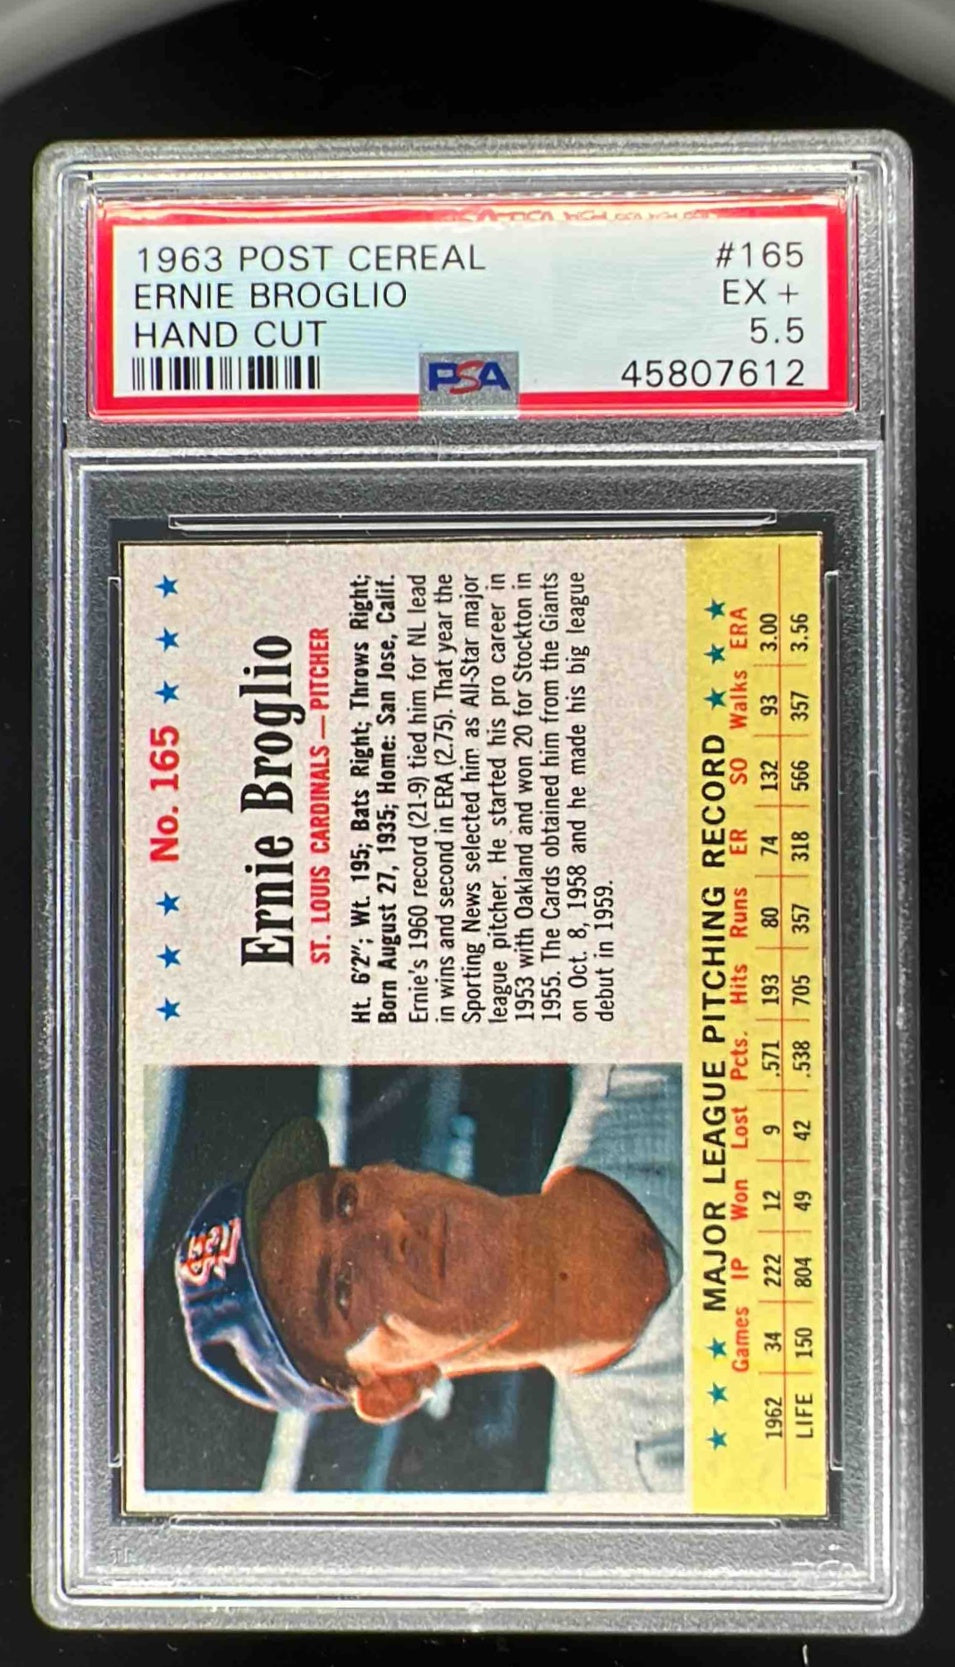 1963 POST CEREAL #165
ERNIE BROGLIO EX +
HAND CUT 5.5
PSA 45807612
★ ★ ★ No. 165 ★ ★ ★
Ernie Broglio
ST. LOUIS CARDINALS—PITCHER
Ht. 6'2"; Wt. 195; Bats Right; Throws Right;
Born August 27, 1935; Home: San Jose, Calif.
Ernie's 1960 record (21-9) tied him for NL lead
in wins and second in ERA (2.75). That year the
Sporting News selected him as All-Star major
league pitcher. He started his pro career in
1953 with Oakland and won 20 for Stockton in
1955. The Cards obtained him from the Giants
on Oct. 8, 1958 and he made his big league
debut in 1959.
★ ★ ★ MAJOR LEAGUE PITCHING RECORD ★ ★ ★
Games IP Won Lost Pcts. Hits Runs ER SO Walks ERA
1962 34 222 12 9 .571 193 80 74 132 93 3.00
LIFE 150 804 49 42 .538 705 357 318 566 357 3.56